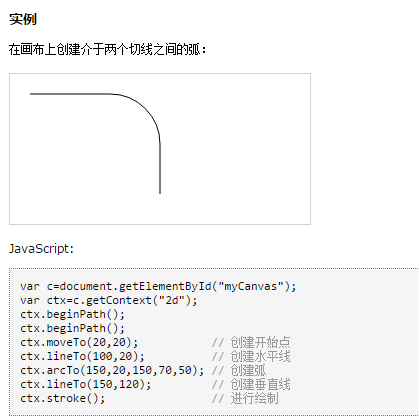 实例
在画布上创建介于两个切线之间的弧：
JavaScript:
var c=document.getElementById("myCanvas");
var ctx=c.getContext("2d");
ctx.beginPath();
ctx.beginPath();
ctx.moveTo(20,20);           // 创建开始点
ctx.lineTo(100,20);          // 创建水平线
ctx.arcTo(150,20,150,70,50); // 创建弧
ctx.lineTo(150,120);         // 创建垂直线
ctx.stroke();                // 进行绘制